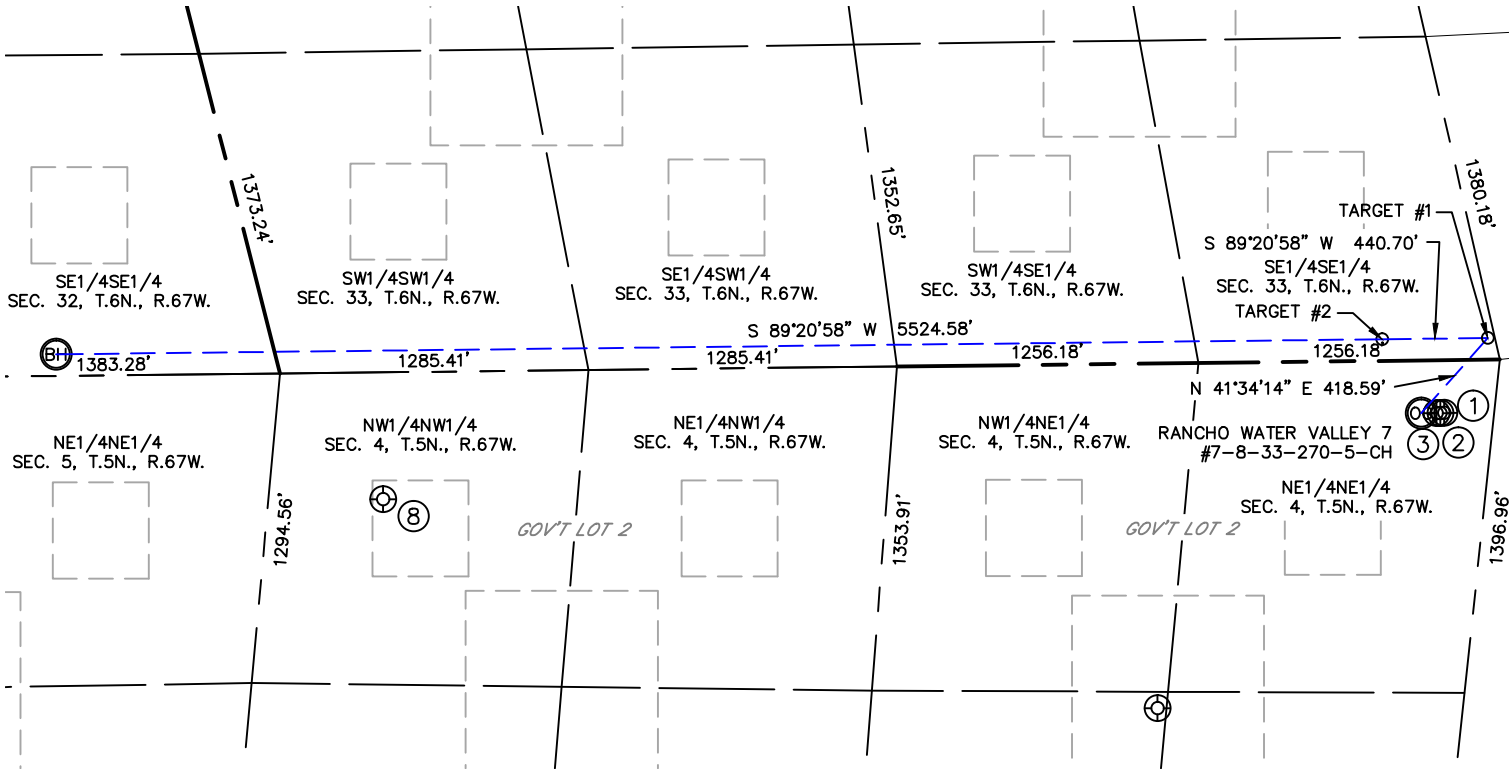 1373.24'
1352.65'
1380.18'
TARGET #1
S 89°20'58" W 440.70'
SE1/4SE1/4
SEC. 32, T.6N., R.67W.
SW1/4SW1/4
SEC. 33, T.6N., R.67W.
SE1/4SW1/4
SEC. 33, T.6N., R.67W.
SW1/4SE1/4
SEC. 33, T.6N., R.67W.
SE1/4SE1/4
SEC. 33, T.6N., R.67W.
TARGET #2
S 89°20'58" W 5524.58'
BH
1383.28'
1285.41'
1285.41'
1256.18'
1256.18'
N 41°34'14" E 418.59'
1
2
3
RANCHO WATER VALLEY 7
#7-8-33-270-5-CH
NE1/4NE1/4
SEC. 5, T.5N., R.67W.
NW1/4NW1/4
SEC. 4, T.5N., R.67W.
NE1/4NW1/4
SEC. 4, T.5N., R.67W.
NW1/4NE1/4
SEC. 4, T.5N., R.67W.
NE1/4NE1/4
SEC. 4, T.5N., R.67W.
8
GOV'T LOT 2
GOV'T LOT 2
1294.56'
1353.91'
1396.96'